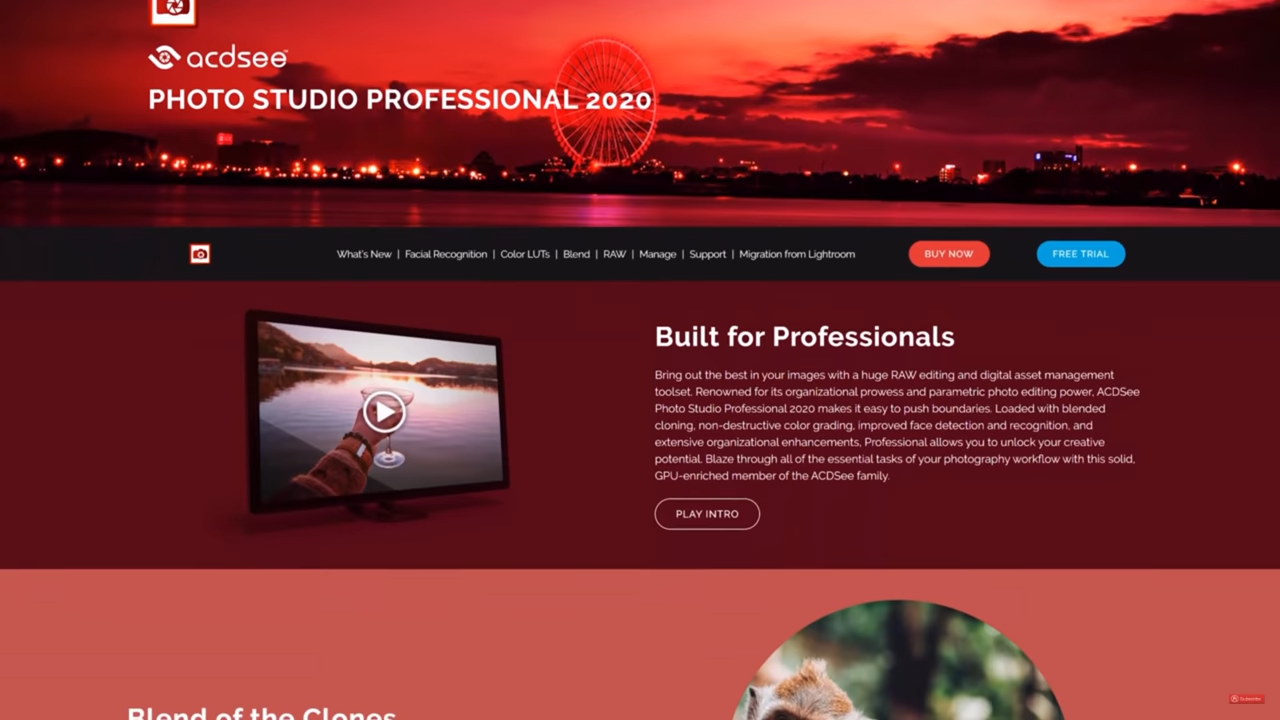 acdsee
PHOTO STUDIO PROFESSIONAL 2020
What's New | Facial Recognition | Color LUTs | Blend | RAW | Manage | Support | Migration from Lightroom
BUY NOW
FREE TRIAL
Built for Professionals
Bring out the best in your images with a huge RAW editing and digital asset management
toolset. Renowned for its organizational prowess and parametric photo editing power, ACDSee
Photo Studio Professional 2020 makes it easy to push boundaries. Loaded with blended
cloning, non-destructive color grading, improved face detection and recognition, and
extensive organizational enhancements, Professional allows you to unlock your creative
potential. Blaze through all of the essential tasks of your photography workflow with this solid,
GPU-enriched member of the ACDSee family.
PLAY INTRO
Blend of the Clones
Subscribe